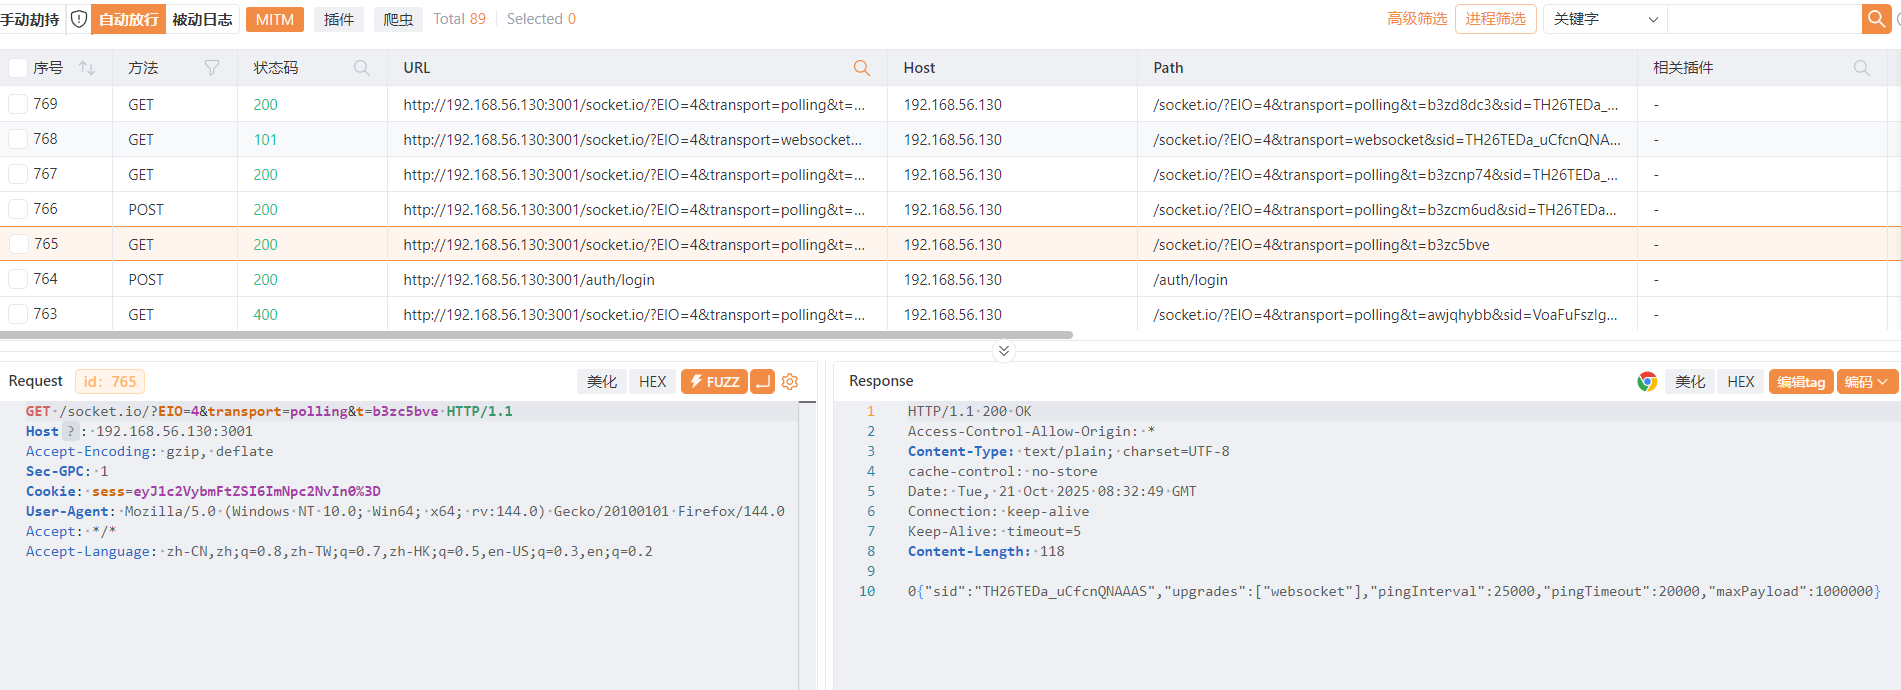 手动劫持 自动放行 被动日志 MITM 插件 爬虫 Total 89 Selected 0 高级筛选 进程筛选 关键字
序号 方法 状态码 URL Host Path 相关插件
769 GET 200 http://192.168.56.130:3001/socket.io/?EIO=4&transport=polling&t=... 192.168.56.130 /socket.io/?EIO=4&transport=polling&t=b3zd8dc3&sid=TH26TEDa_... -
768 GET 101 http://192.168.56.130:3001/socket.io/?EIO=4&transport=websocket... 192.168.56.130 /socket.io/?EIO=4&transport=websocket&sid=TH26TEDa_uCfcnQNA... -
767 GET 200 http://192.168.56.130:3001/socket.io/?EIO=4&transport=polling&t=... 192.168.56.130 /socket.io/?EIO=4&transport=polling&t=b3zcnp74&sid=TH26TEDa_... -
766 POST 200 http://192.168.56.130:3001/socket.io/?EIO=4&transport=polling&t=... 192.168.56.130 /socket.io/?EIO=4&transport=polling&t=b3zcm6ud&sid=TH26TEDa... -
765 GET 200 http://192.168.56.130:3001/socket.io/?EIO=4&transport=polling&t=... 192.168.56.130 /socket.io/?EIO=4&transport=polling&t=b3zc5bve -
764 POST 200 http://192.168.56.130:3001/auth/login 192.168.56.130 /auth/login -
763 GET 400 http://192.168.56.130:3001/socket.io/?EIO=4&transport=polling&t=... 192.168.56.130 /socket.io/?EIO=4&transport=polling&t=awjqhybb&sid=VoaFuFszlg... -
Request id: 765 美化 HEX FUZZ
GET /socket.io/?EIO=4&transport=polling&t=b3zc5bve HTTP/1.1
Host ? : 192.168.56.130:3001
Accept-Encoding: gzip, deflate
Sec-GPC: 1
Cookie: sess=eyJ1c2VybmFtZSI6ImNpc2NvIn0%3D
User-Agent: Mozilla/5.0 (Windows NT 10.0; Win64; x64; rv:144.0) Gecko/20100101 Firefox/144.0
Accept: */*
Accept-Language: zh-CN,zh;q=0.8,zh-TW;q=0.7,zh-HK;q=0.5,en-US;q=0.3,en;q=0.2
Response 美化 HEX 编辑tag 编码
1 HTTP/1.1 200 OK
2 Access-Control-Allow-Origin: *
3 Content-Type: text/plain; charset=UTF-8
4 cache-control: no-store
5 Date: Tue, 21 Oct 2025 08:32:49 GMT
6 Connection: keep-alive
7 Keep-Alive: timeout=5
8 Content-Length: 118
9
10 0{"sid":"TH26TEDa_uCfcnQNAAAS","upgrades":["websocket"],"pingInterval":25000,"pingTimeout":20000,"maxPayload":1000000}